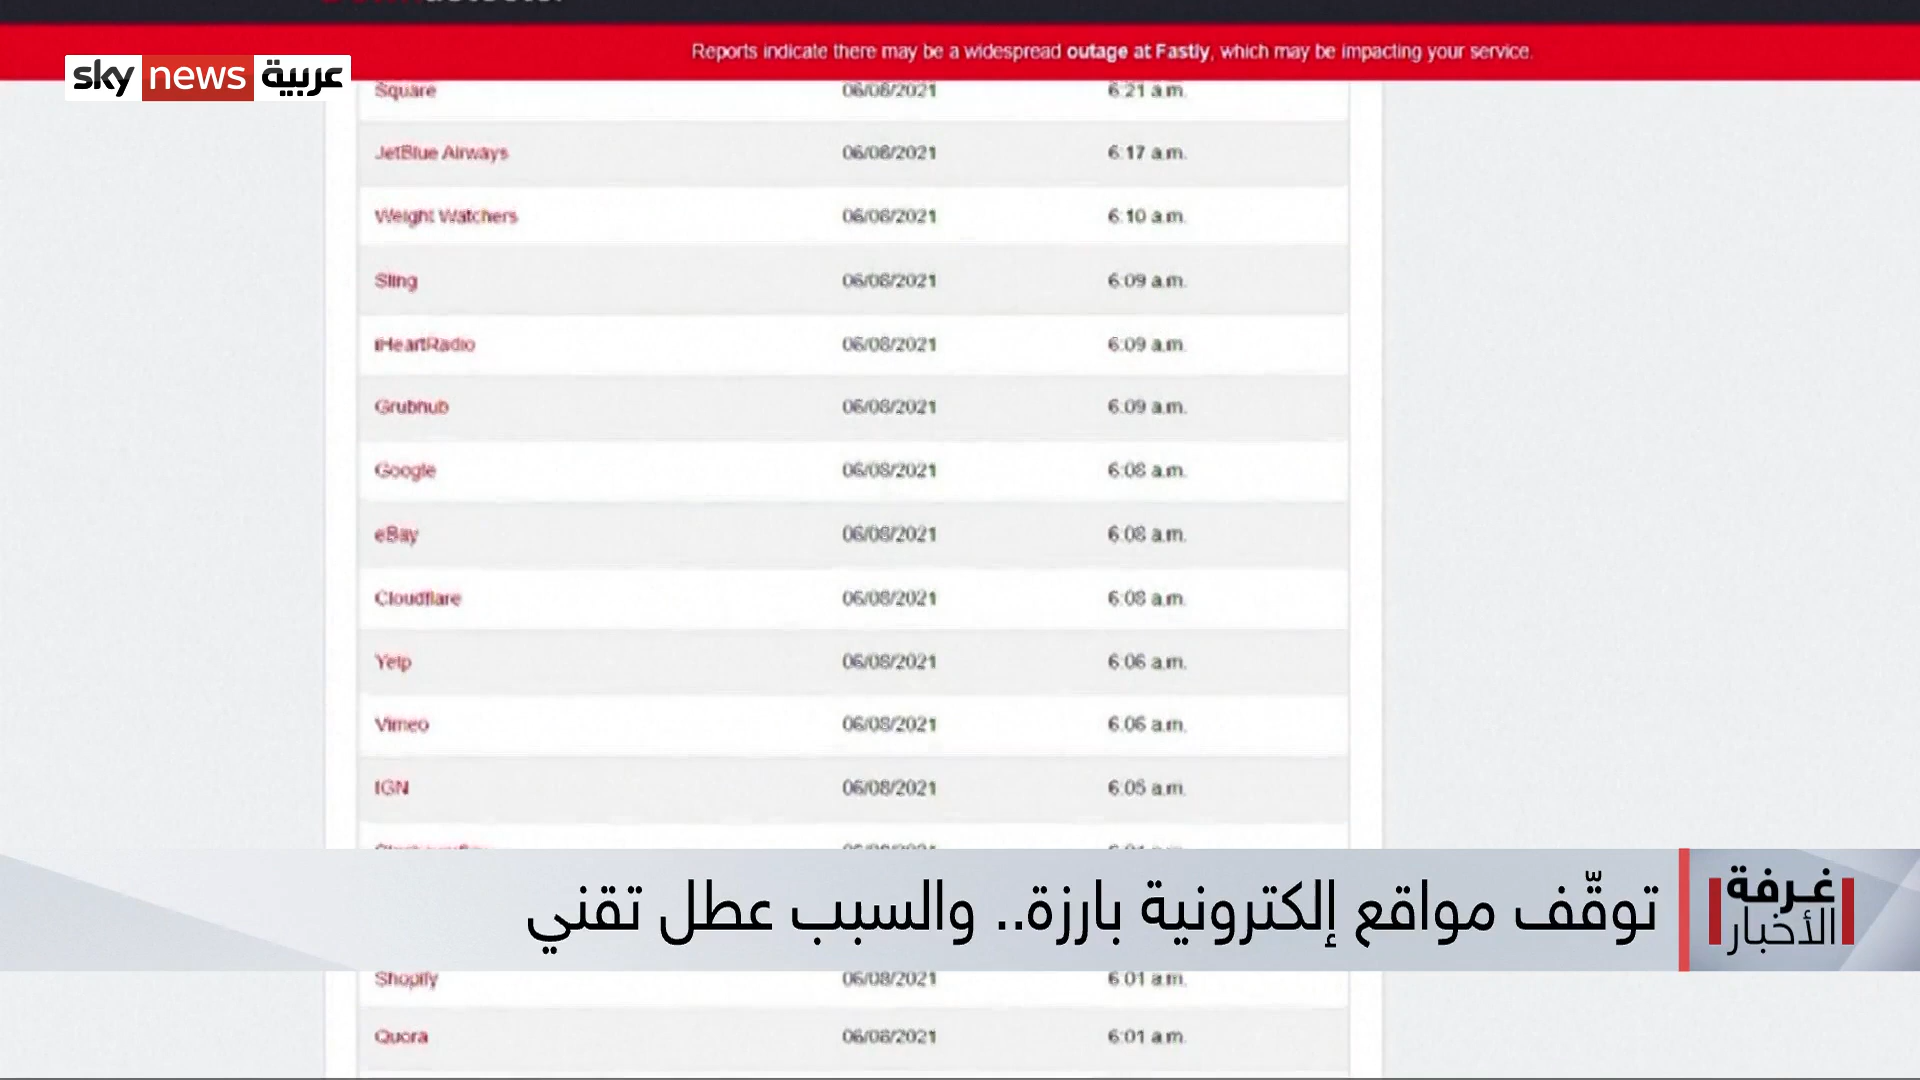 Reports indicate there may be a widespread outage at Fastly, which may be impacting your service.
sky news عربية
Square 06/08/2021 6:21 a.m.
JetBlue Airways 06/08/2021 6:17 a.m.
Weight Watchers 06/08/2021 6:10 a.m.
Sling 06/08/2021 6:09 a.m.
iHeartRadio 06/08/2021 6:09 a.m.
Grubhub 06/08/2021 6:09 a.m.
Google 06/08/2021 6:08 a.m.
eBay 06/08/2021 6:08 a.m.
Cloudflare 06/08/2021 6:08 a.m.
Yelp 06/08/2021 6:06 a.m.
Vimeo 06/08/2021 6:06 a.m.
IGN 06/08/2021 6:05 a.m.
غرفة
الأخبار
توقّف مواقع إلكترونية بارزة.. والسبب عطل تقني
Shopify 06/08/2021 6:01 a.m.
Quora 06/08/2021 6:01 a.m.